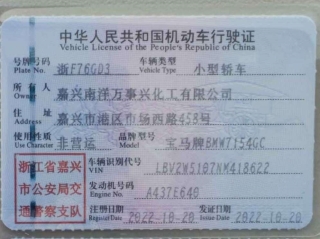 中华人民共和国机动车行驶证
Vehicle License of the People's Republic of China
号牌号码 浙F76GD3 车辆类型 小型轿车
Plate No. Vehicle Type
所有人 嘉兴南洋万事兴化工有限公司
Owner
住址 嘉兴市港区市场西路458号
Address
使用性质 非营运 品牌型号 宝马牌BMW7154GC
Use Character Model
浙江省嘉兴
市公安局交
通警察支队
车辆识别代号 LBV2W5107NM418622
VIN
发动机号码 A437E640
Engine No.
注册日期 2022-10-20 发证日期 2022-10-20
Register Date Issue Date